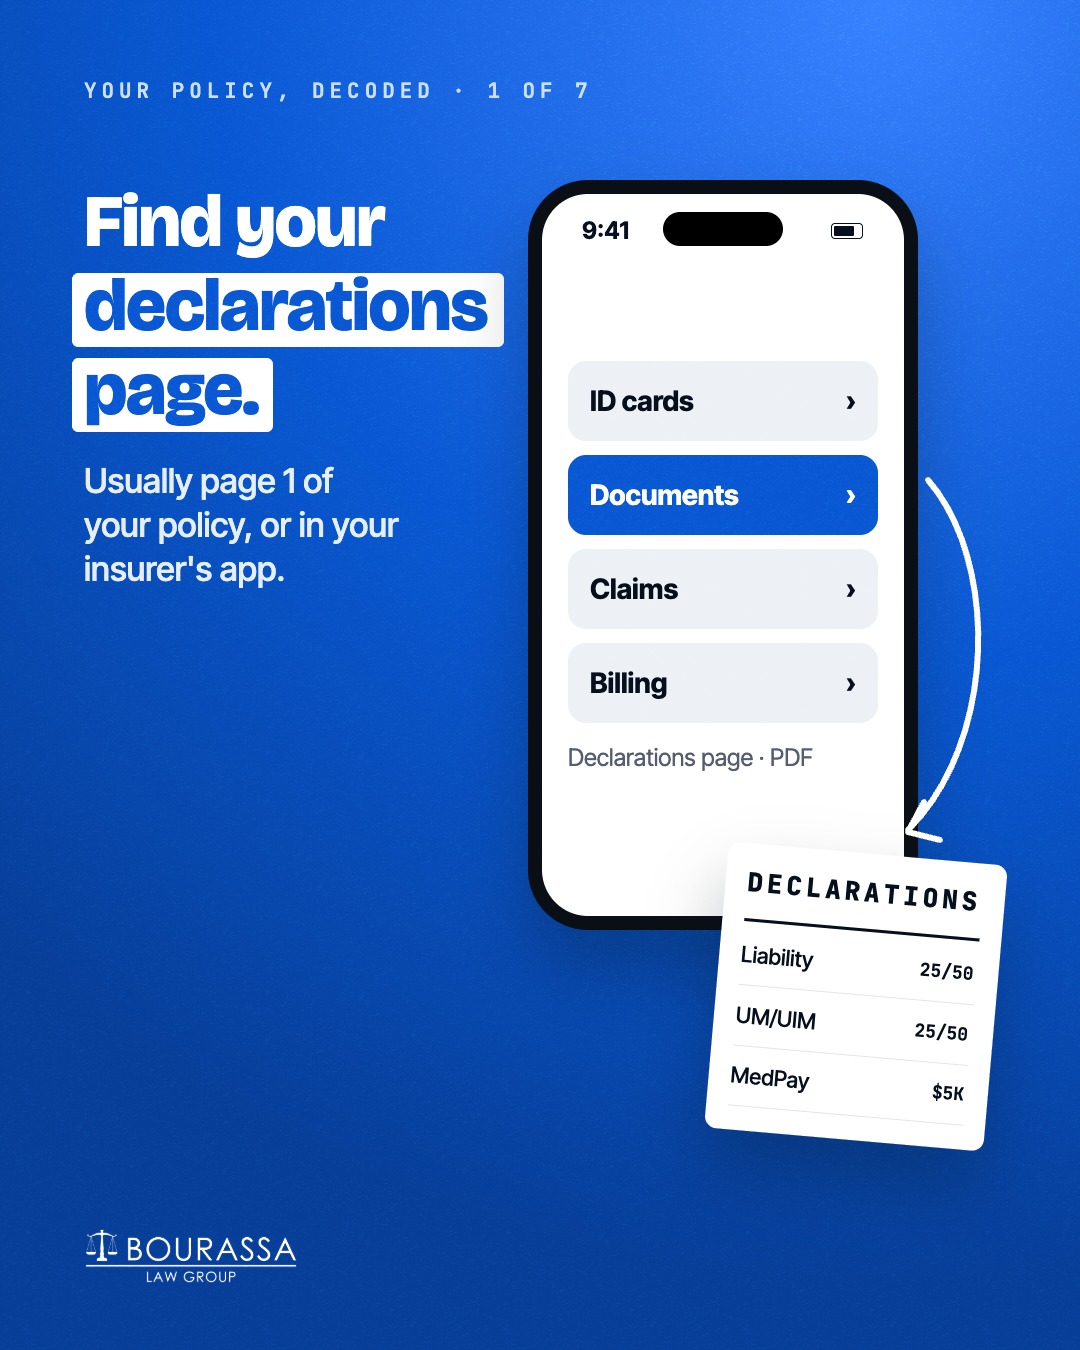 YOUR POLICY, DECODED · 1 OF 7
Find your
declarations
page.
Usually page 1 of
your policy, or in your
insurer's app.
9:41
ID cards ›
Documents ›
Claims ›
Billing ›
Declarations page · PDF
DECLARATIONS
Liability 25/50
UM/UIM 25/50
MedPay $5K
BOURASSA
LAW GROUP